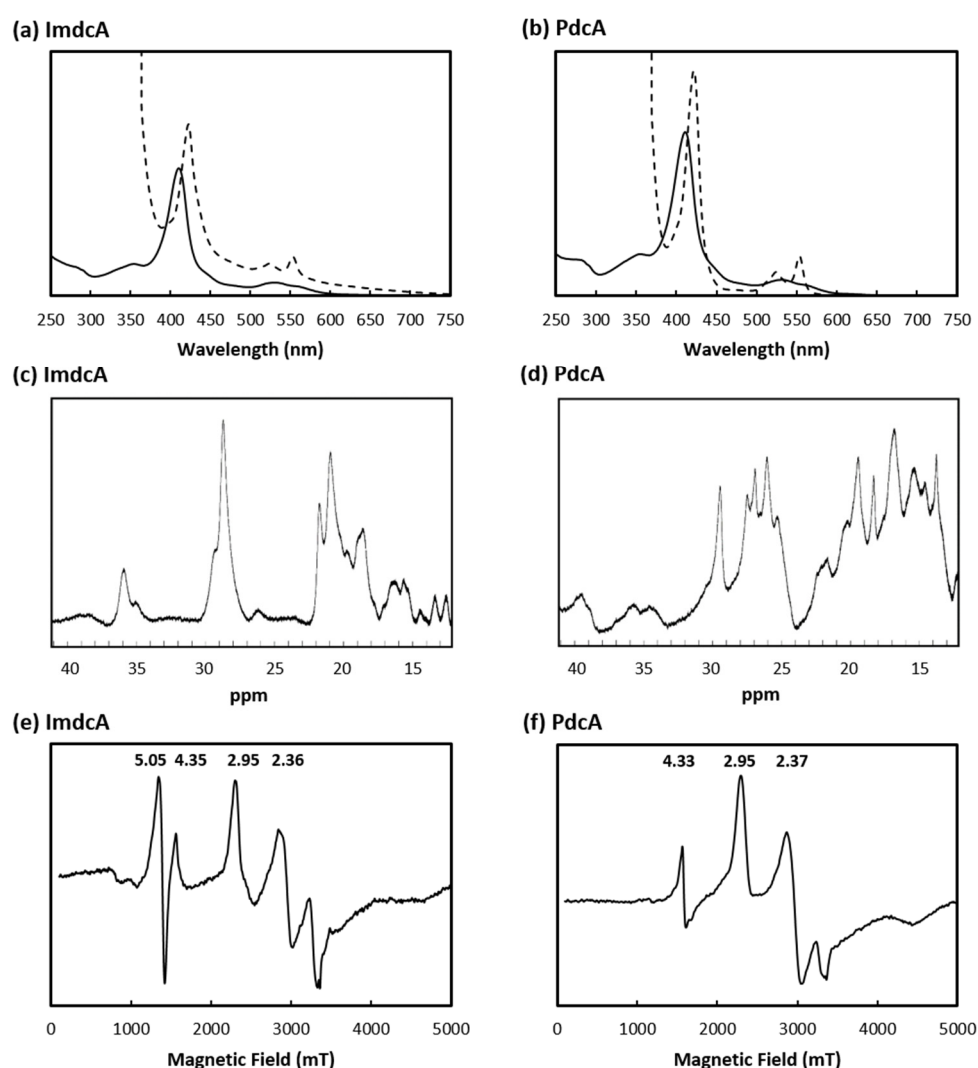 (a) ImdcA
(b) PdcA
250 300 350 400 450 500 550 600 650 700 750
250 300 350 400 450 500 550 600 650 700 750
Wavelength (nm)
Wavelength (nm)
(c) ImdcA
(d) PdcA
40 35 30 25 20 15
40 35 30 25 20 15
ppm
ppm
(e) ImdcA
(f) PdcA
5.05 4.35 2.95 2.36
4.33 2.95 2.37
0 1000 2000 3000 4000 5000
0 1000 2000 3000 4000 5000
Magnetic Field (mT)
Magnetic Field (mT)